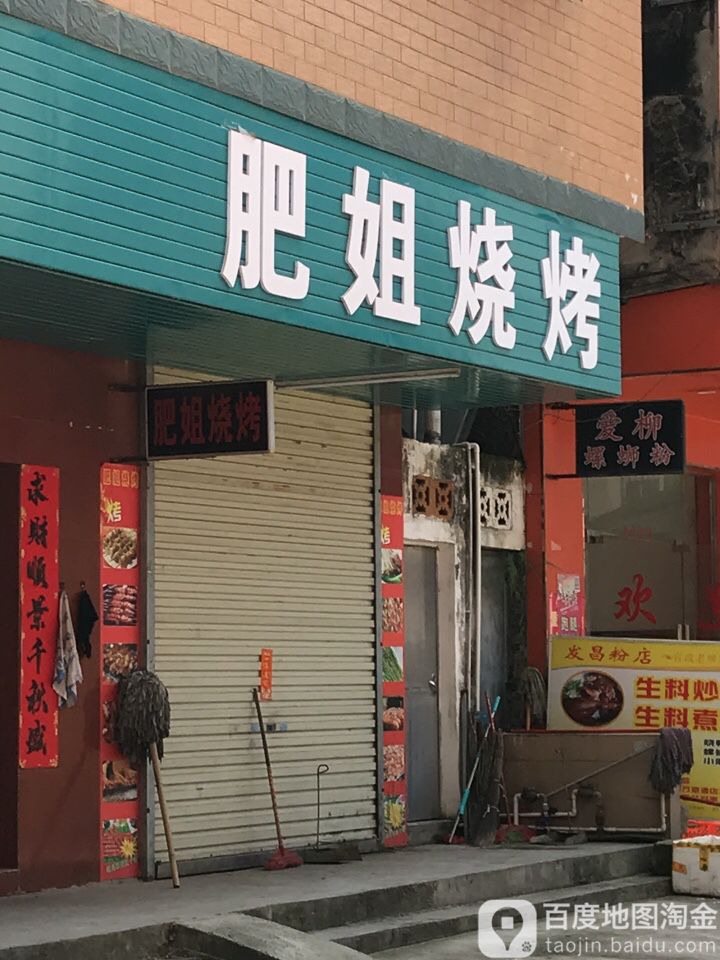 肥姐烧烤
肥姐烧烤
爱柳
螺蛳粉
求财顺景千秋盛
烤
烤
欢
发昌粉店
生料炒
生料煮
百度地图淘金
taojin.baidu.com